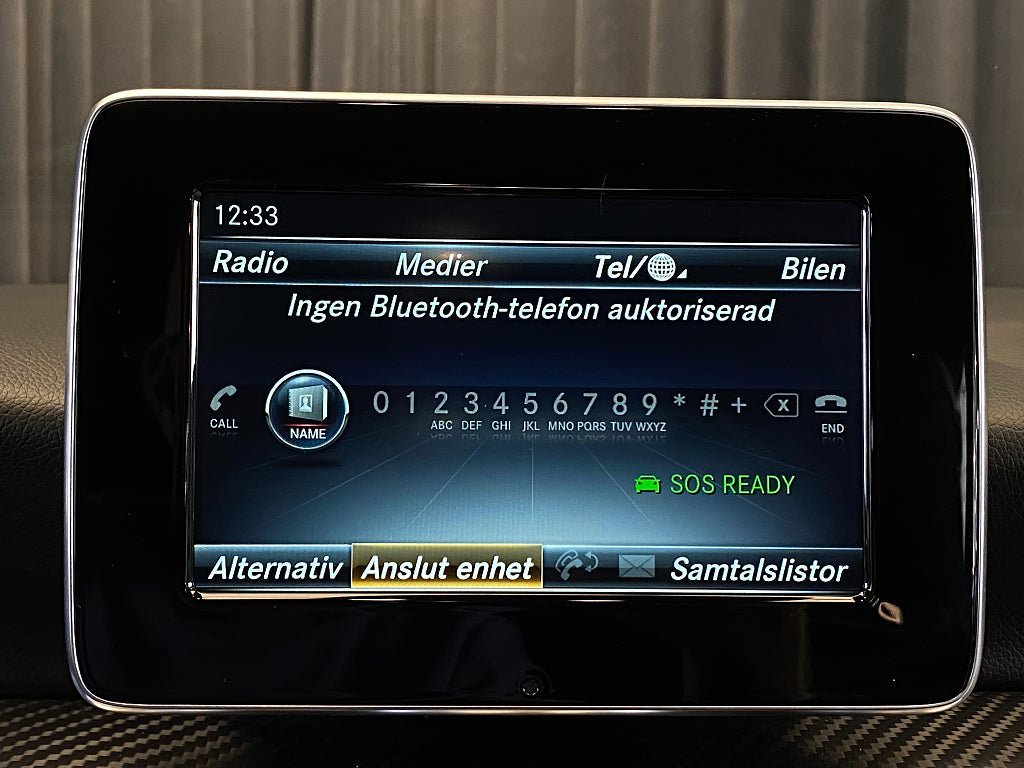 12:33
Radio Medier Tel/ Bilen
Ingen Bluetooth-telefon auktoriserad
CALL NAME 0 1 2 3 4 5 6 7 8 9 * # + X END
ABC DEF GHI JKL MNO PQRS TUV WXYZ
SOS READY
Alternativ Anslut enhet Samtalslistor